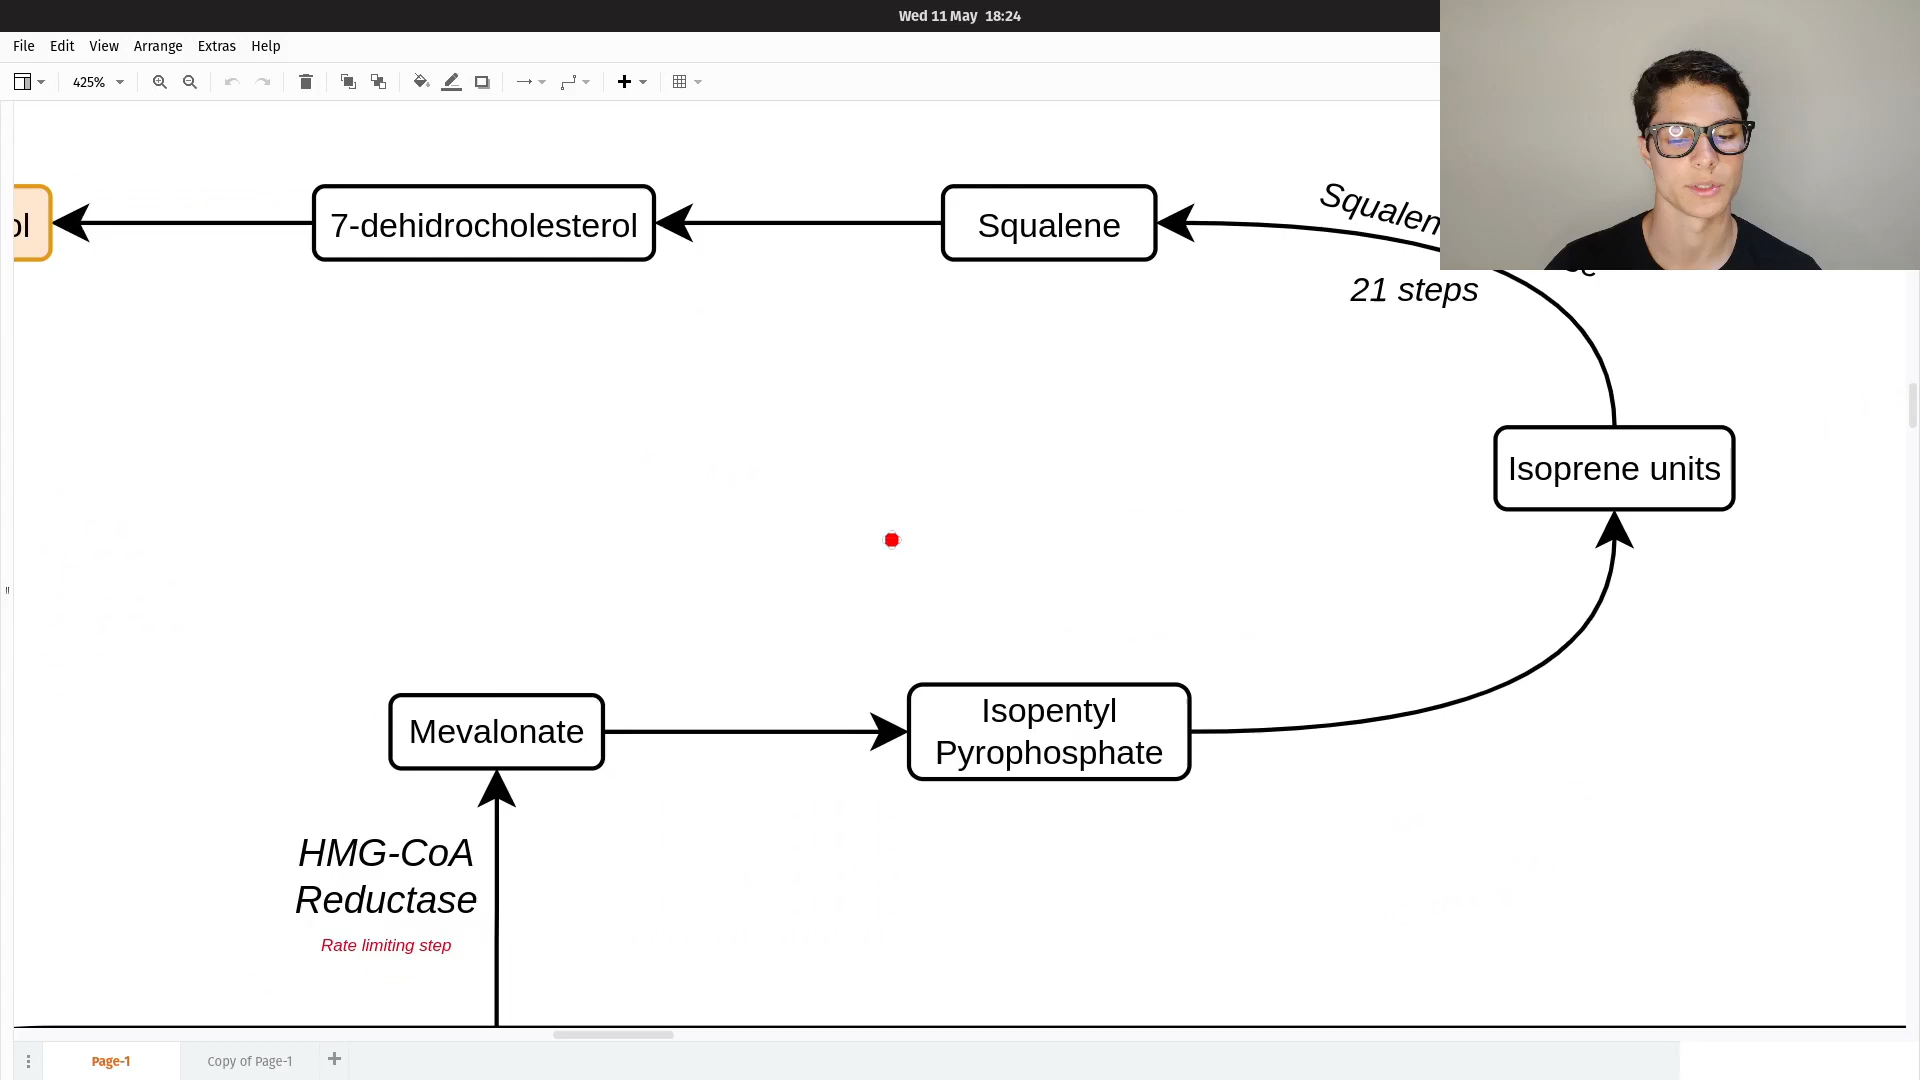 Wed 11 May 18:24
File Edit View Arrange Extras Help
425%
7-dehidrocholesterol
Squalene
21 steps
Isoprene units
Mevalonate
Isopentyl
Pyrophosphate
HMG-CoA
Reductase
Rate limiting step
Page-1
Copy of Page-1